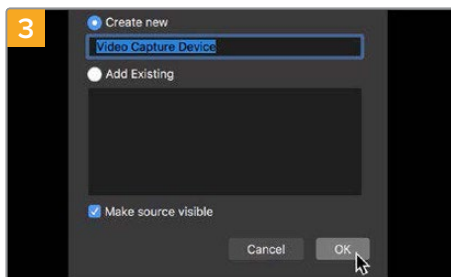 3
Create new
Video Capture Device
Add Existing
Make source visible
Cancel OK